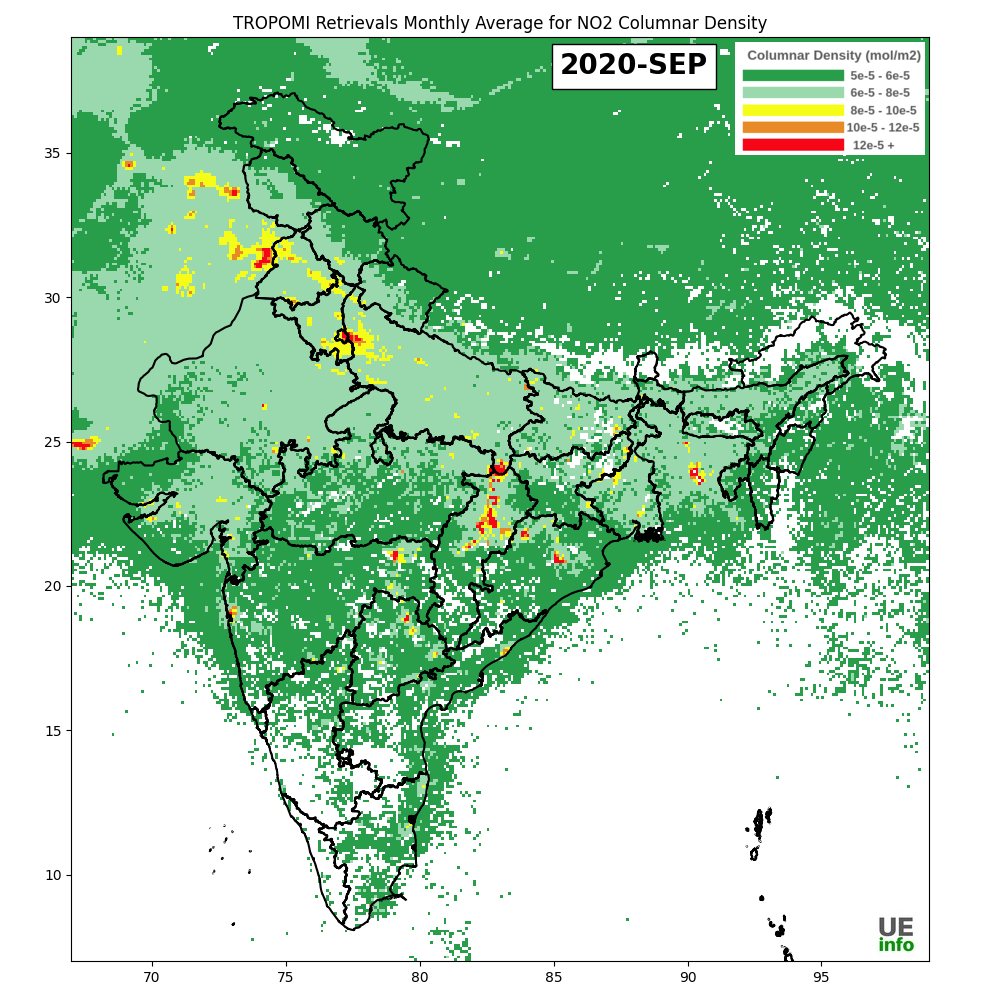 TROPOMI Retrievals Monthly Average for NO2 Columnar Density
2020-SEP
Columnar Density (mol/m2)
5e-5 - 6e-5
6e-5 - 8e-5
8e-5 - 10e-5
10e-5 - 12e-5
12e-5 +
35
30
25
20
15
10
70 75 80 85 90 95
UE
info